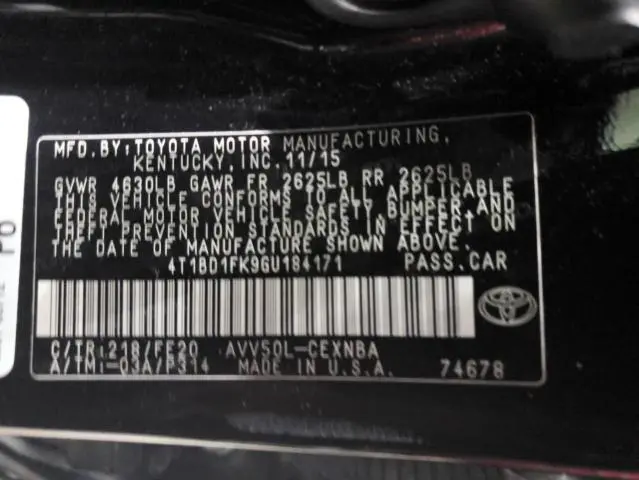 MFD. BY: TOYOTA MOTOR MANUFACTURING,
KENTUCKY, INC. 11/15
GVWR 4630LB GAWR FR 2625LB RR 2625LB
THIS VEHICLE CONFORMS TO ALL APPLICABLE
FEDERAL MOTOR VEHICLE SAFETY, BUMPER AND
THEFT PREVENTION STANDARDS IN EFFECT ON
THE DATE OF MANUFACTURE SHOWN ABOVE.
4T1BD1FK9GU184171 PASS.CAR
C/TR:218/FE20 AVV50L-CEXNBA
A/TM:-03A/P314 MADE IN U.S.A. 74678